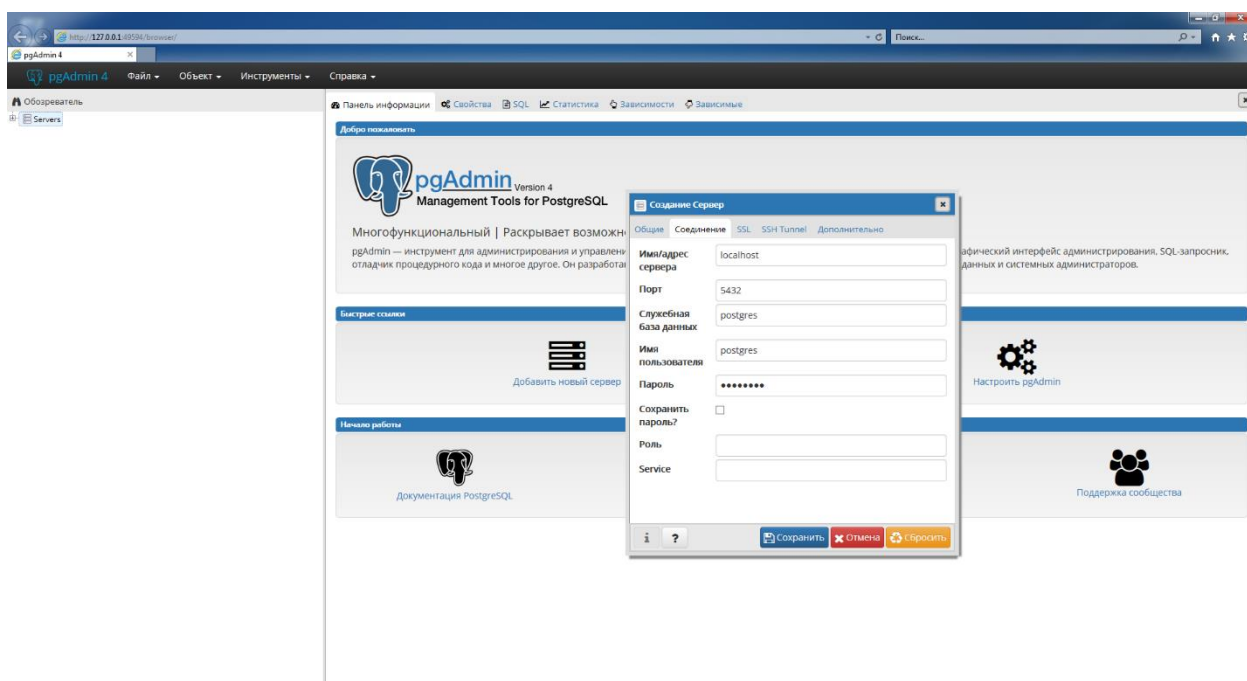 http://127.0.0.1:49594/browser/
Поиск...
pgAdmin 4
pgAdmin 4 Файл Объект Инструменты Справка
Обозреватель
Servers
Панель информации Свойства SQL Статистика Зависимости Зависимые
Добро пожаловать
pgAdmin Version 4
Management Tools for PostgreSQL
Многофункциональный | Раскрывает
pgAdmin — инструмент для администрирования и
графический интерфейс администрирования, SQL-запросник,
отладчик процедурного кода и многое другое. Он
данных и системных администраторов.
Быстрые ссылки
Добавить новый сервер
Настроить pgAdmin
Начало работы
Документация PostgreSQL
Поддержка сообщества
Создание Сервер
Общие Соединение SSL SSH Tunnel Дополнительно
Имя/адрес сервера
localhost
Порт
5432
Служебная база данных
postgres
Имя пользователя
postgres
Пароль
••••••••
Сохранить пароль?
Роль
Service
i ? Сохранить Отмена Сбросить